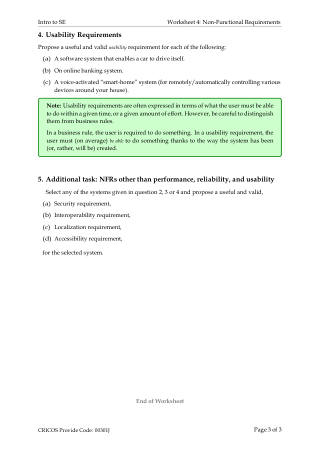 Intro to SE Worksheet 4: Non-Functional Requirements
4. Usability Requirements
Propose a useful and valid usability requirement for each of the following:
(a) A software system that enables a car to drive itself.
(b) On online banking system.
(c) A voice-activated "smart-home" system (for remotely/automatically controlling various
devices around your house).
Note: Usability requirements are often expressed in terms of what the user must be able
to do within a given time, or a given amount of effort. However, be careful to distinguish
them from business rules.
In a business rule, the user is required to do something. In a usability requirement, the
user must (on average) be able to do something thanks to the way the system has been
(or, rather, will be) created.
5. Additional task: NFRs other than performance, reliability, and usability
Select any of the systems given in question 2, 3 or 4 and propose a useful and valid,
(a) Security requirement,
(b) Interoperability requirement,
(c) Localization requirement,
(d) Accessibility requirement,
for the selected system.
End of Worksheet
CRICOS Provide Code: 00301J Page 3 of 3